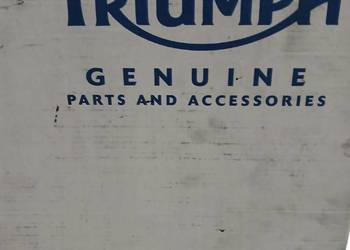 TRIUMPH
GENUINE
PARTS AND ACCESSORIES